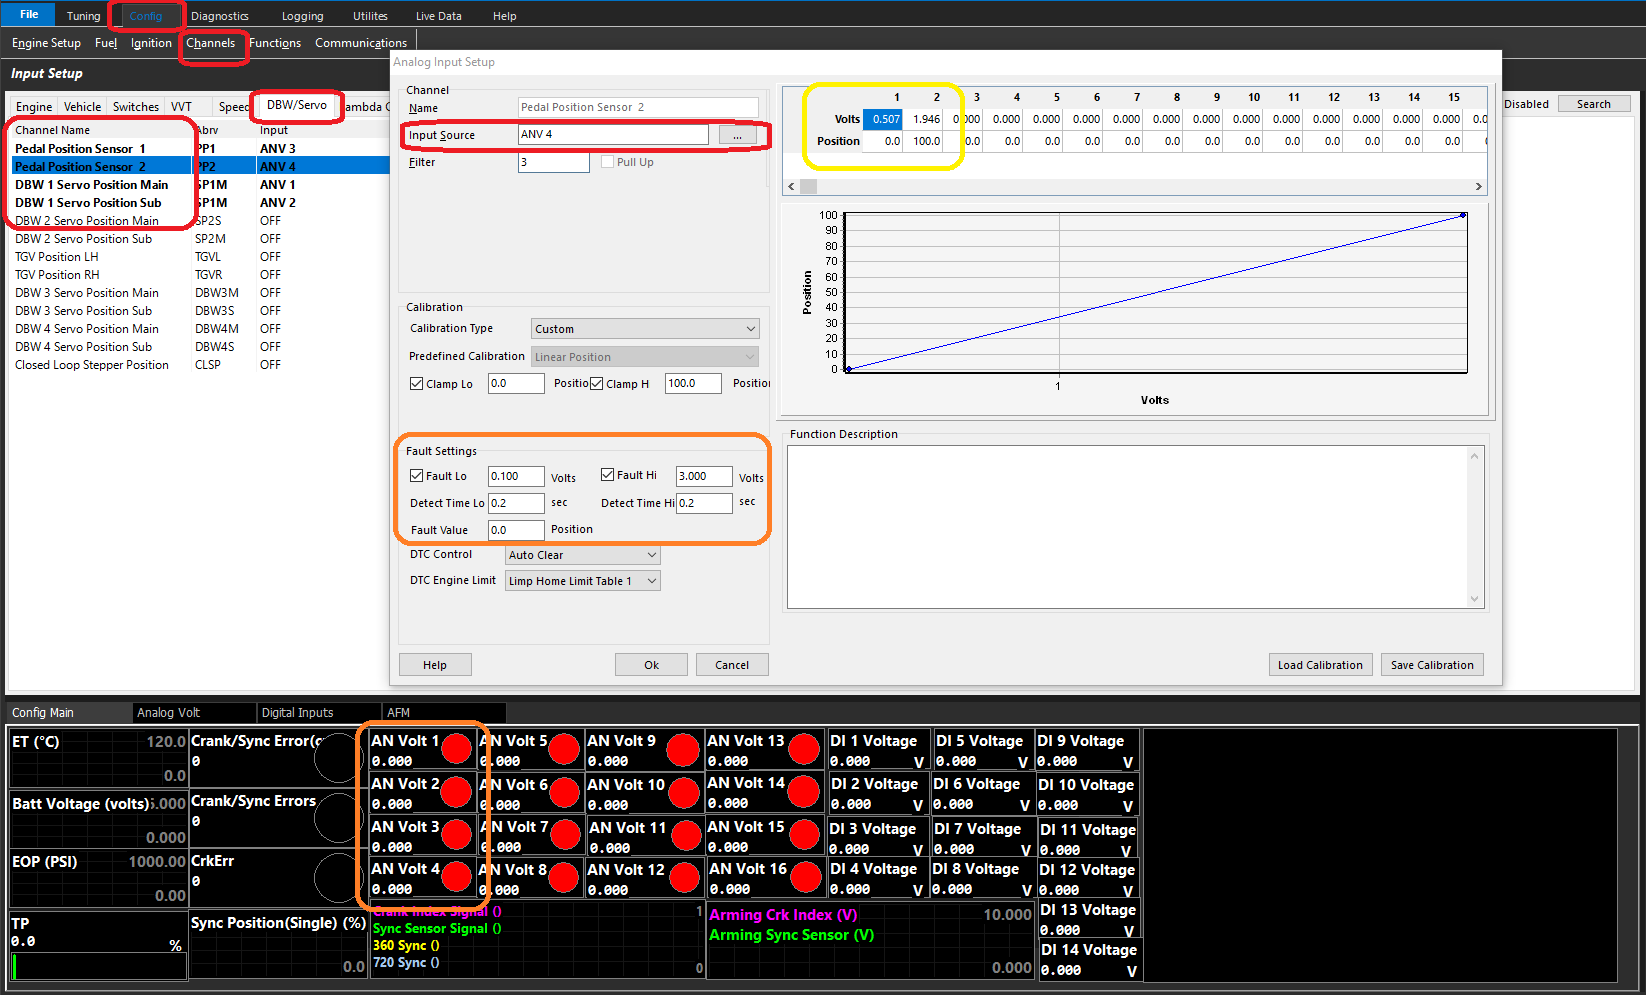 File Tuning Config Diagnostics Logging Utilites Live Data Help
Engine Setup Fuel Ignition Channels Functions Communications
Input Setup
Engine Vehicle Switches VVT Speed DBW/Servo
Channel Name Abrv Input
Pedal Position Sensor 1 PP1 ANV 3
Pedal Position Sensor 2 PP2 ANV 4
DBW 1 Servo Position Main SP1M ANV 1
DBW 1 Servo Position Sub SP1M ANV 2
DBW 2 Servo Position Main SP2S OFF
DBW 2 Servo Position Sub SP2M OFF
TGV Position LH TGVL OFF
TGV Position RH TGVR OFF
DBW 3 Servo Position Main DBW3M OFF
DBW 3 Servo Position Sub DBW3S OFF
DBW 4 Servo Position Main DBW4M OFF
DBW 4 Servo Position Sub DBW4S OFF
Closed Loop Stepper Position CLSP OFF
Analog Input Setup
Channel
Name Pedal Position Sensor 2
Input Source ANV 4 ...
Filter 3 Pull Up
Calibration
Calibration Type Custom
Predefined Calibration Linear Position
Clamp Lo 0.0 Positio Clamp H 100.0 Position
Fault Settings
Fault Lo 0.100 Volts Fault Hi 3.000 Volts
Detect Time Lo 0.2 sec Detect Time Hi 0.2 sec
Fault Value 0.0 Position
DTC Control Auto Clear
DTC Engine Limit Limp Home Limit Table 1
Help Ok Cancel
1 2 3 4 5 6 7 8 9 10 11 12 13 14 15
Volts 0.507 1.946 0.000 0.000 0.000 0.000 0.000 0.000 0.000 0.000 0.000 0.000 0.000 0.000 0.000 0.0
Position 0.0 100.0 0.0 0.0 0.0 0.0 0.0 0.0 0.0 0.0 0.0 0.0 0.0 0.0 0.0
100
90
80
70
60
50
40
30
20
10
0
Position
1
Volts
Function Description
Load Calibration Save Calibration
Disabled Search
Config Main Analog Volt Digital Inputs AFM
ET (°C) 120.0
0.0
Batt Voltage (volts) 5.000
0.000
EOP (PSI) 1000.00
0.00
TP
0.0 %
Crank/Sync Error(c
0
Crank/Sync Errors
0
CrkErr
0
Sync Position(Single) (%)
0.0
AN Volt 1
0.000
AN Volt 2
0.000
AN Volt 3
0.000
AN Volt 4
0.000
AN Volt 5
0.000
AN Volt 6
0.000
AN Volt 7
0.000
AN Volt 8
0.000
AN Volt 9
0.000
AN Volt 10
0.000
AN Volt 11
0.000
AN Volt 12
0.000
AN Volt 13
0.000
AN Volt 14
0.000
AN Volt 15
0.000
AN Volt 16
0.000
DI 1 Voltage
0.000 V
DI 2 Voltage
0.000 V
DI 3 Voltage
0.000 V
DI 4 Voltage
0.000 V
DI 5 Voltage
0.000 V
DI 6 Voltage
0.000 V
DI 7 Voltage
0.000 V
DI 8 Voltage
0.000 V
DI 9 Voltage
0.000 V
DI 10 Voltage
0.000 V
DI 11 Voltage
0.000 V
DI 12 Voltage
0.000 V
DI 13 Voltage
0.000 V
DI 14 Voltage
0.000 V
Crank Index Signal () 1
Sync Sensor Signal ()
360 Sync ()
720 Sync () 0
Arming Crk Index (V) 10.000
Arming Sync Sensor (V)
0.000